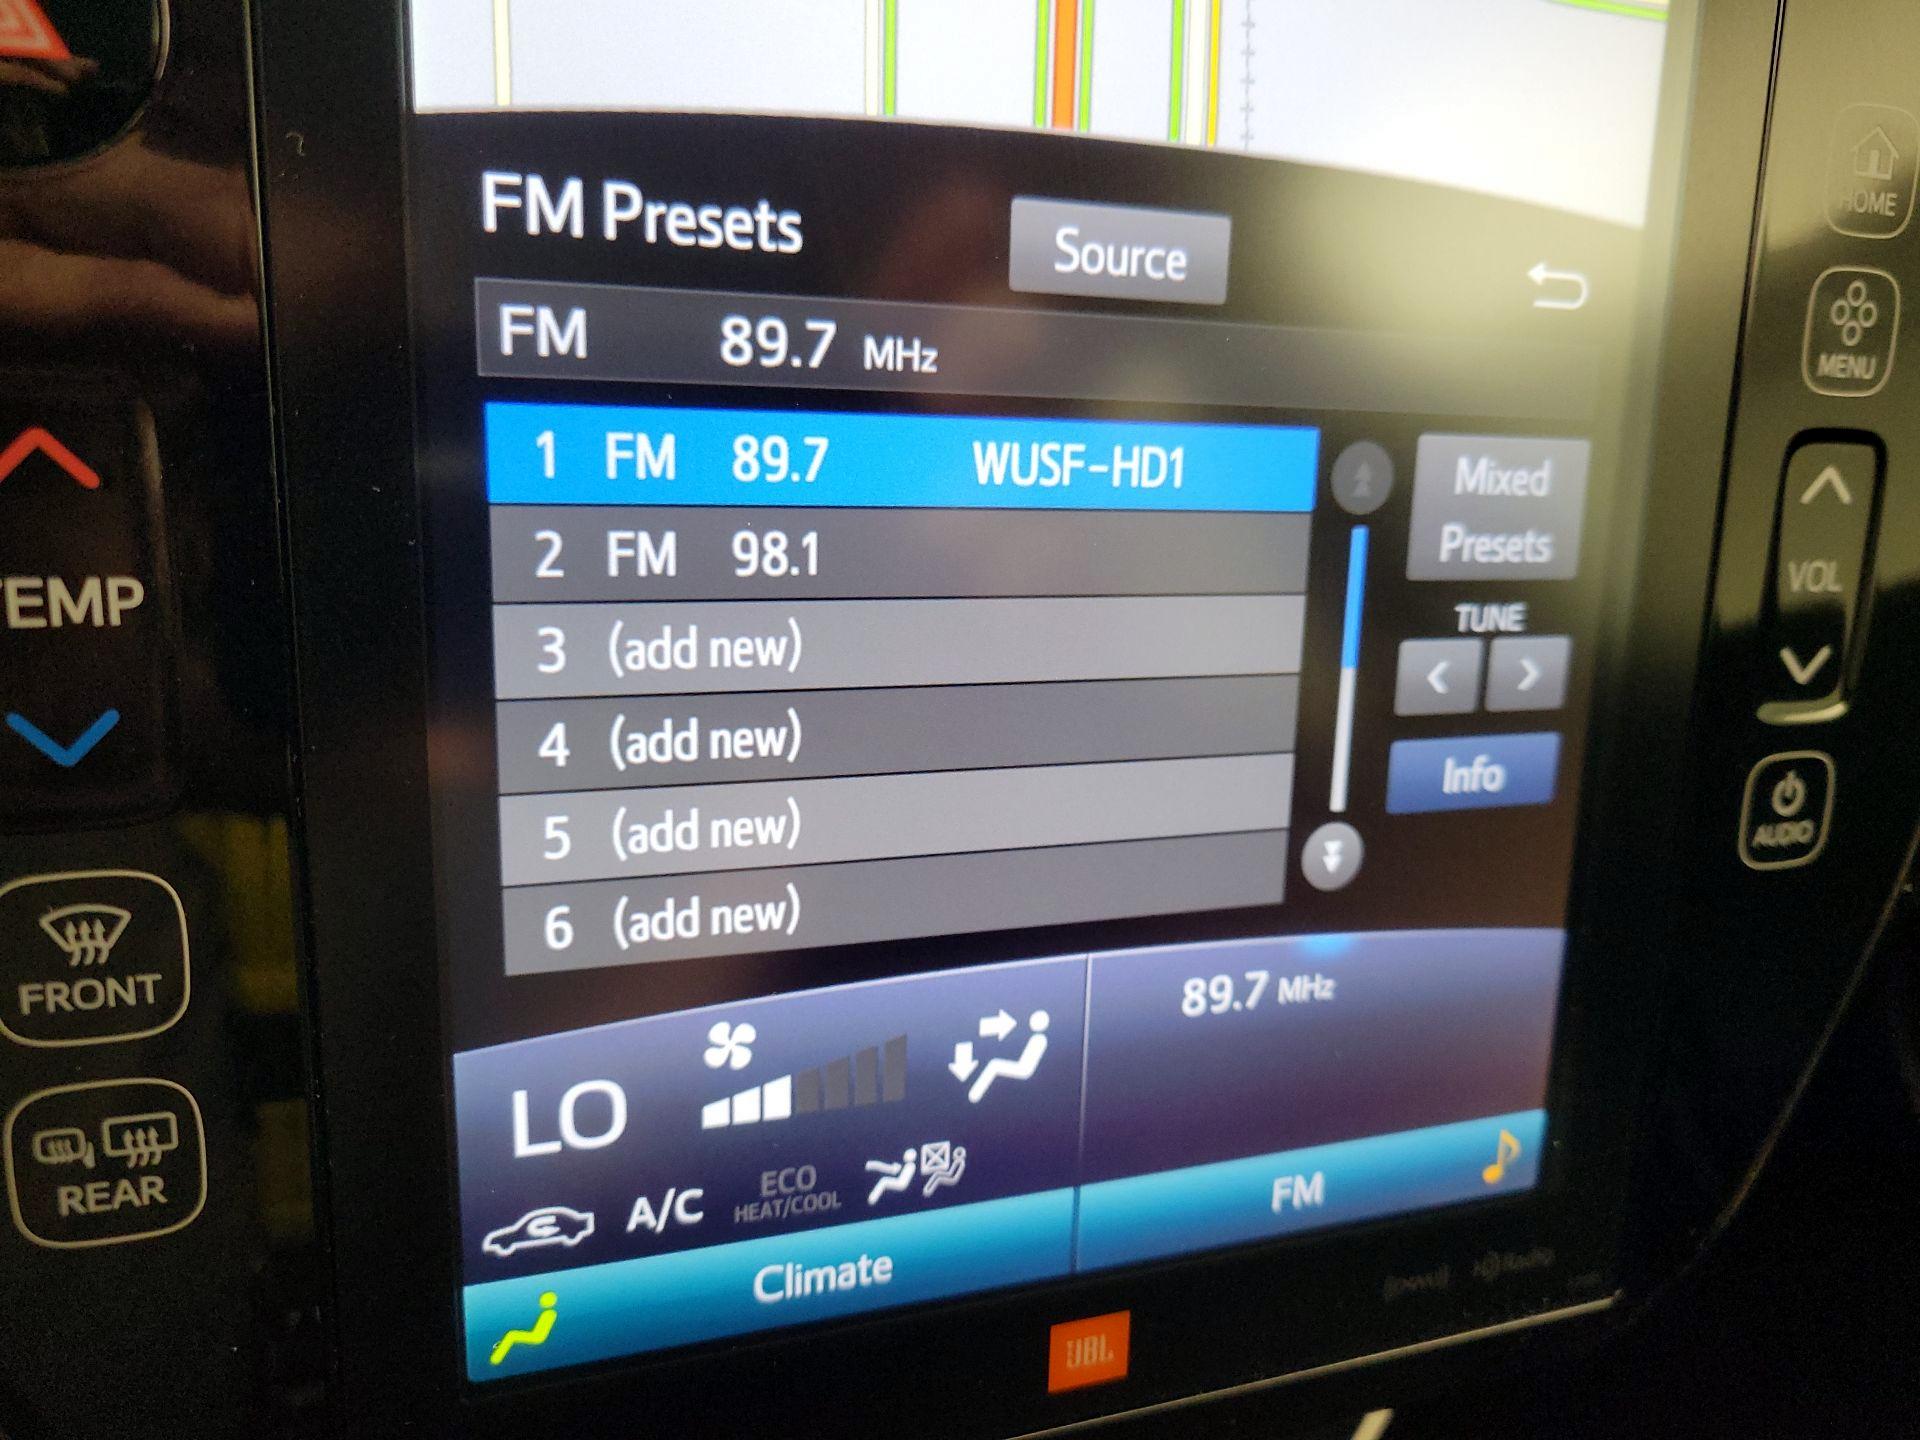 FM Presets
Source
HOME
FM 89.7 MHz
MENU
1 FM 89.7 WUSF-HD1
Mixed
Presets
2 FM 98.1
VOL
TEMP
3 (add new)
TUNE
4 (add new)
Info
5 (add new)
AUDIO
6 (add new)
FRONT
89.7 MHz
LO
REAR
A/C
ECO
HEAT/COOL
FM
Climate
JBL